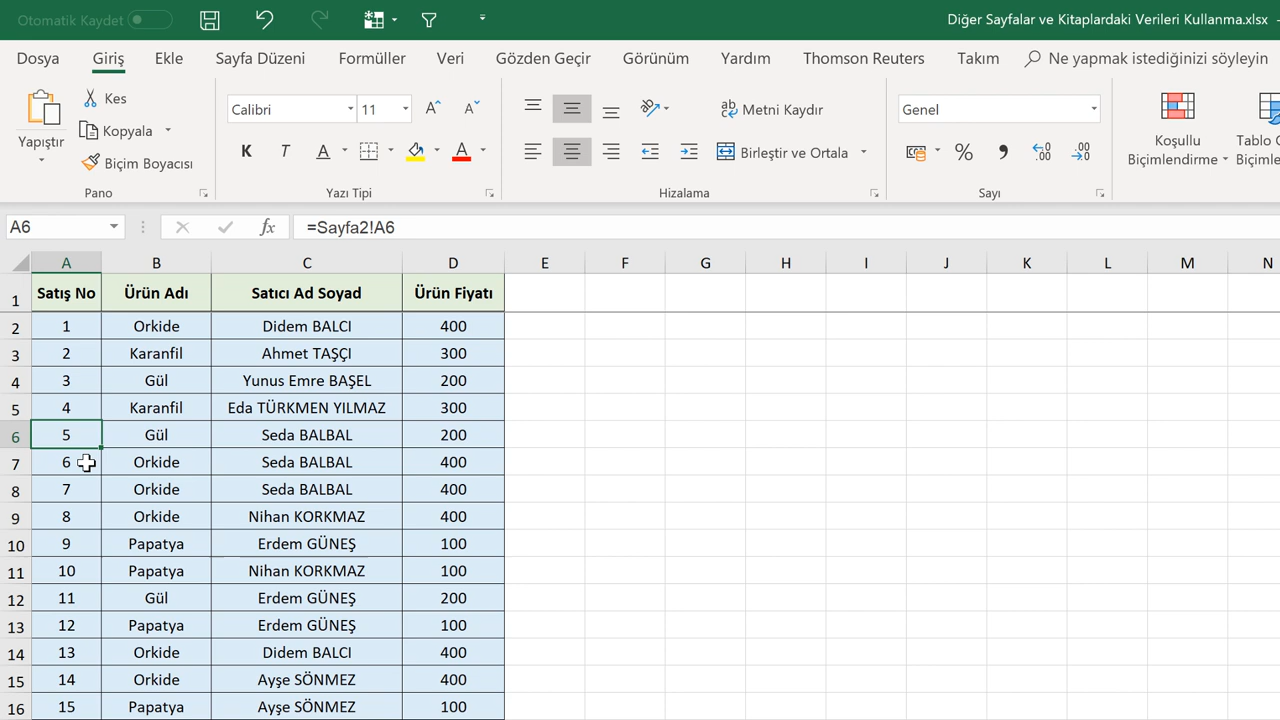 Otomatik Kaydet
Diğer Sayfalar ve Kitaplardaki Verileri Kullanma.xlsx -
Dosya Giriş Ekle Sayfa Düzeni Formüller Veri Gözden Geçir Görünüm Yardım Thomson Reuters Takım Ne yapmak istediğinizi söyleyin
Yapıştır
Kes
Kopyala
Biçim Boyacısı
Pano
Calibri 11 A A
K T A A
Yazı Tipi
ab Metni Kaydır
Birleştir ve Ortala
Hizalama
Genel
% , ,00 ,00
Sayı
Koşullu
Biçimlendirme
Tablo
Biçimle
A6 fx =Sayfa2!A6
A B C D E F G H I J K L M N
1 Satış No Ürün Adı Satıcı Ad Soyad Ürün Fiyatı
2 1 Orkide Didem BALCI 400
3 2 Karanfil Ahmet TAŞÇI 300
4 3 Gül Yunus Emre BAŞEL 200
5 4 Karanfil Eda TÜRKMEN YILMAZ 300
6 5 Gül Seda BALBAL 200
7 6 Orkide Seda BALBAL 400
8 7 Orkide Seda BALBAL 400
9 8 Orkide Nihan KORKMAZ 400
10 9 Papatya Erdem GÜNEŞ 100
11 10 Papatya Nihan KORKMAZ 100
12 11 Gül Erdem GÜNEŞ 200
13 12 Papatya Erdem GÜNEŞ 100
14 13 Orkide Didem BALCI 400
15 14 Orkide Ayşe SÖNMEZ 400
16 15 Papatya Ayşe SÖNMEZ 100